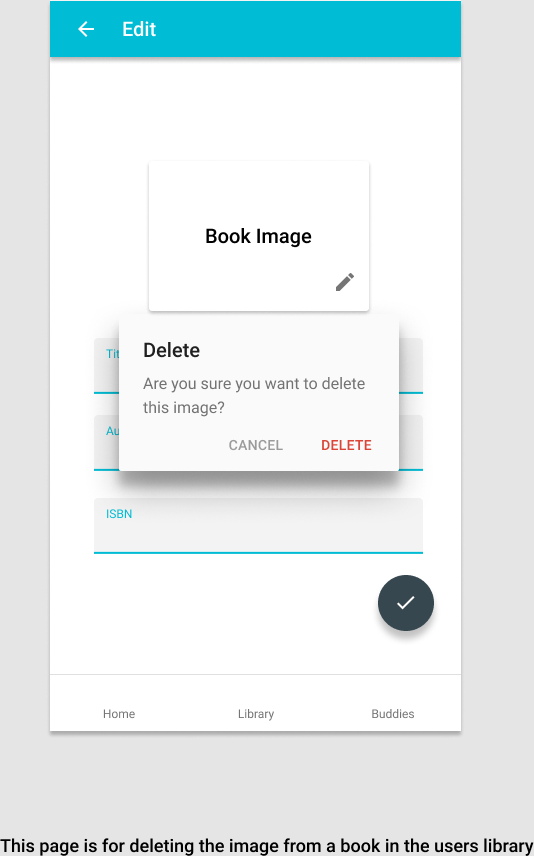 Edit
Book Image
Tit
Delete
Are you sure you want to delete
this image?
Au
CANCEL DELETE
ISBN
Home Library Buddies
This page is for deleting the image from a book in the users library